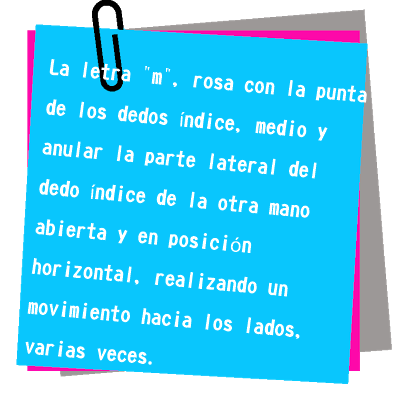 La letra "m", rosa con la punta
de los dedos índice, medio y
anular la parte lateral del
dedo índice de la otra mano
abierta y en posición
horizontal, realizando un
movimiento hacia los lados,
varias veces.